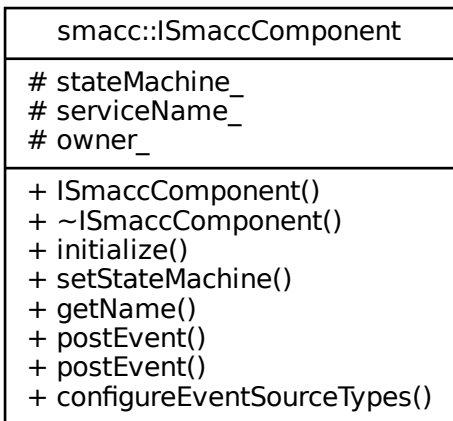 smacc::ISmaccComponent
# stateMachine_
# serviceName_
# owner_
+ ISmaccComponent()
+ ~ISmaccComponent()
+ initialize()
+ setStateMachine()
+ getName()
+ postEvent()
+ postEvent()
+ configureEventSourceTypes()